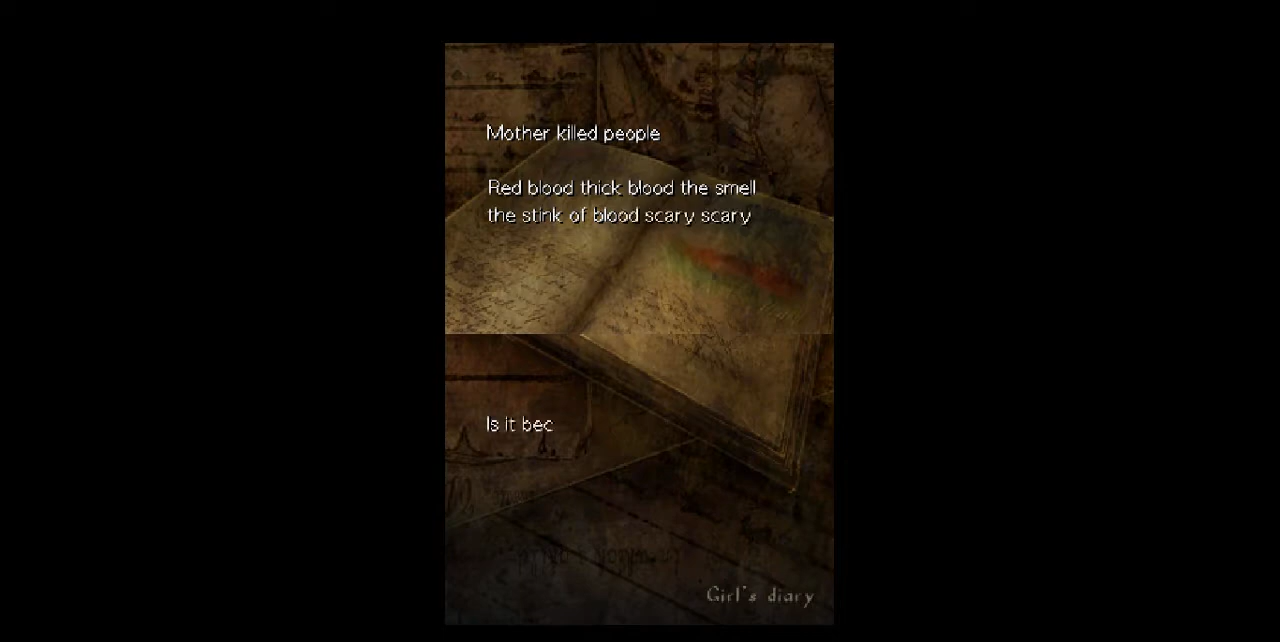 Mother killed people
Red blood thick blood the smell
the stink of blood scary scary
Is it bec
Girl's diary